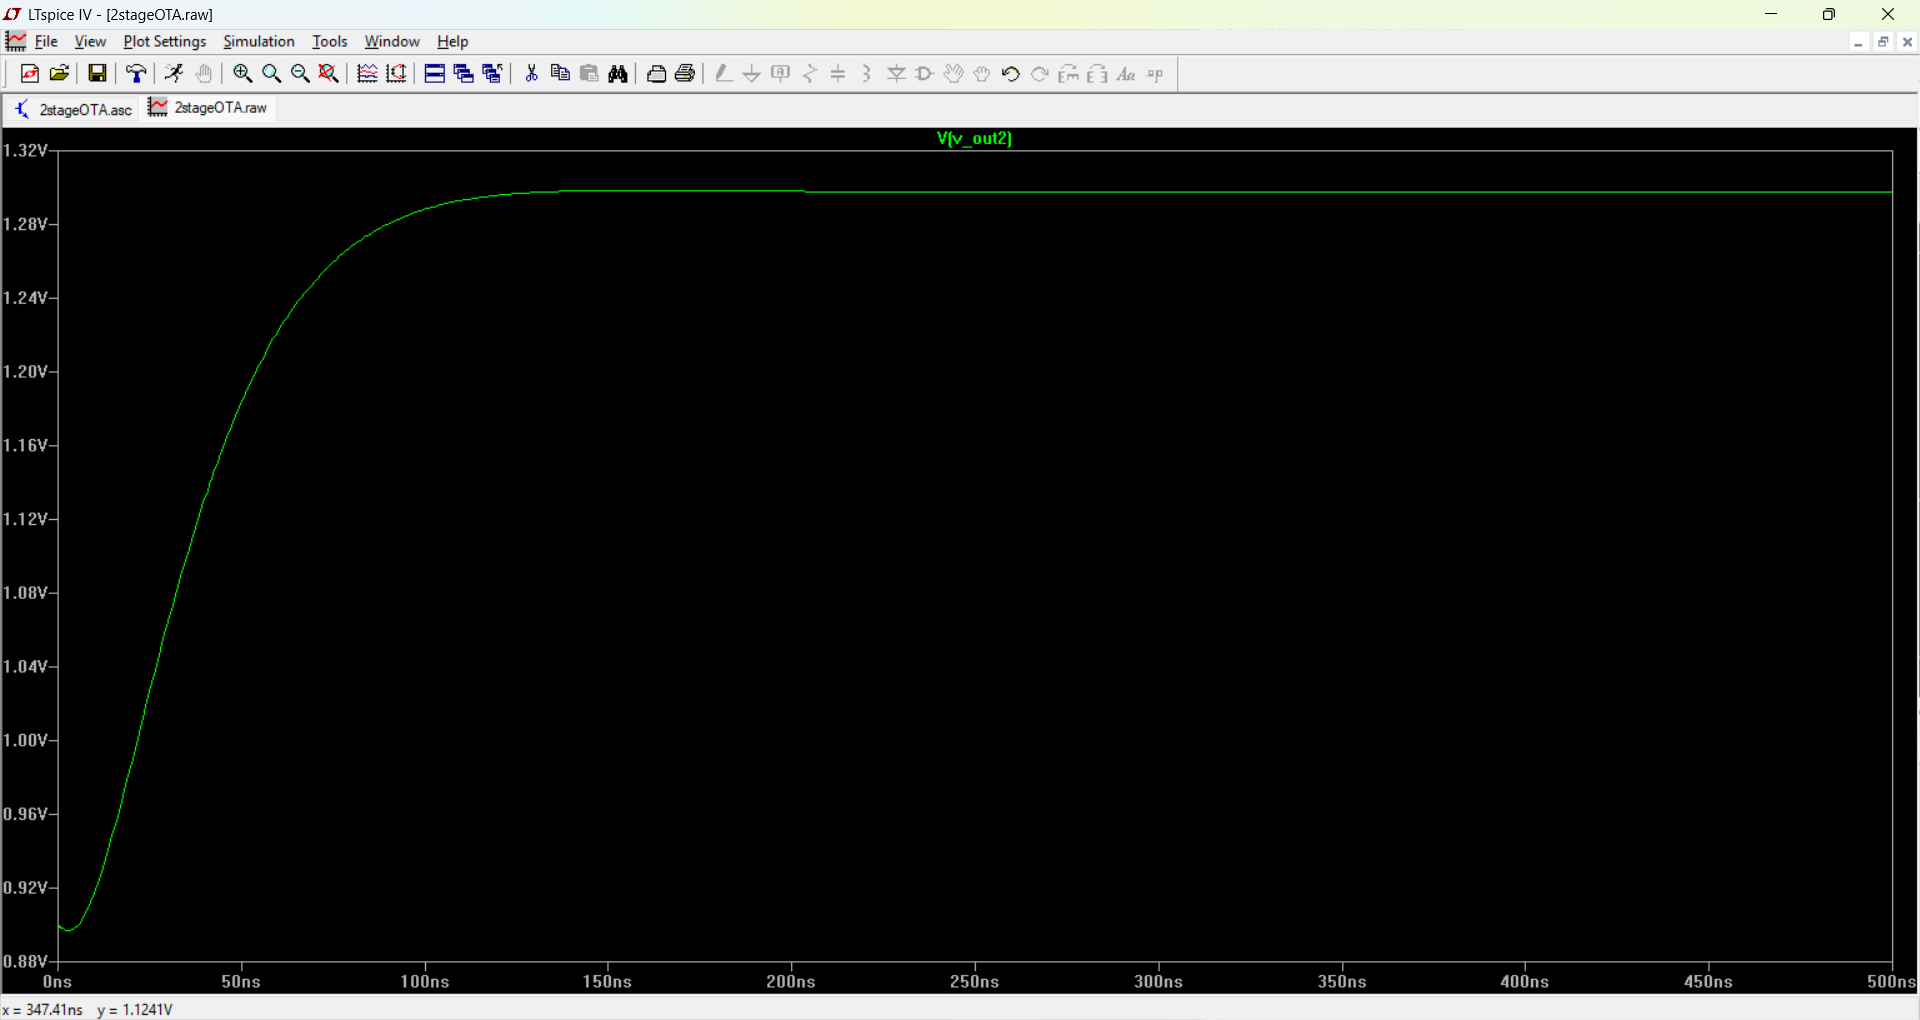 LTspice IV - [2stageOTA.raw]
File View Plot Settings Simulation Tools Window Help
2stageOTA.asc 2stageOTA.raw
V(v_out2)
1.32V
1.28V
1.24V
1.20V
1.16V
1.12V
1.08V
1.04V
1.00V
0.96V
0.92V
0.88V
0ns 50ns 100ns 150ns 200ns 250ns 300ns 350ns 400ns 450ns 500ns
x = 347.41ns y = 1.1241V